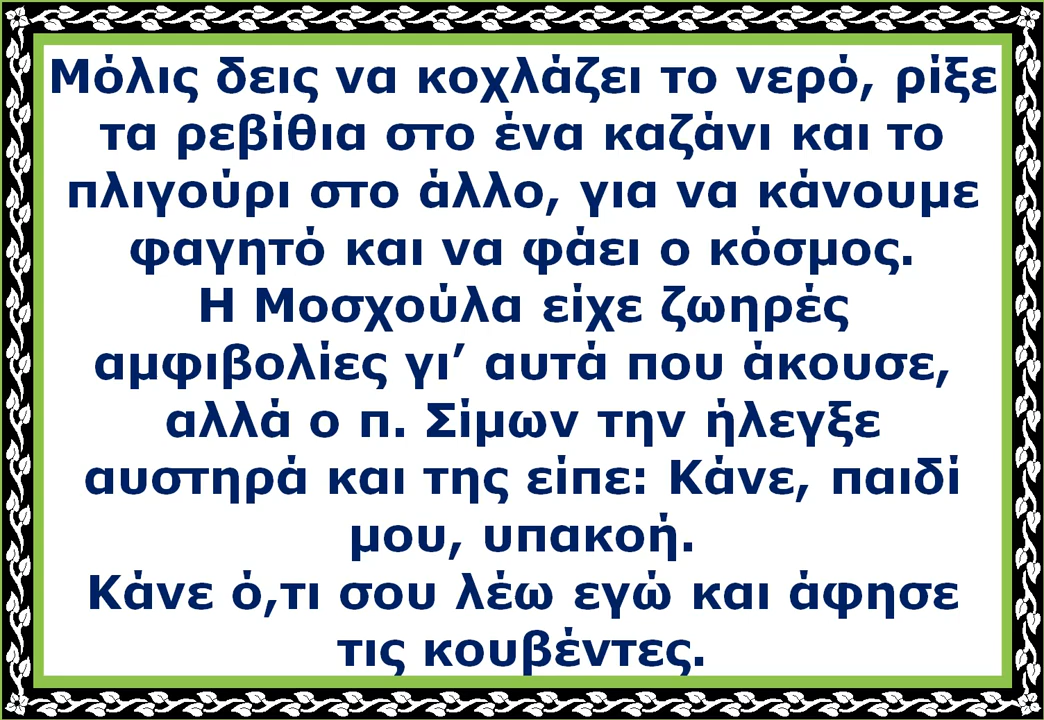 Μόλις δεις να κοχλάζει το νερό, ρίξε
τα ρεβίθια στο ένα καζάνι και το
πλιγούρι στο άλλο, για να κάνουμε
φαγητό και να φάει ο κόσμος.
Η Μοσχούλα είχε ζωηρές
αμφιβολίες γι’ αυτά που άκουσε,
αλλά ο π. Σίμων την ήλεγξε
αυστηρά και της είπε: Κάνε, παιδί
μου, υπακοή.
Κάνε ό,τι σου λέω εγώ και άφησε
τις κουβέντες.